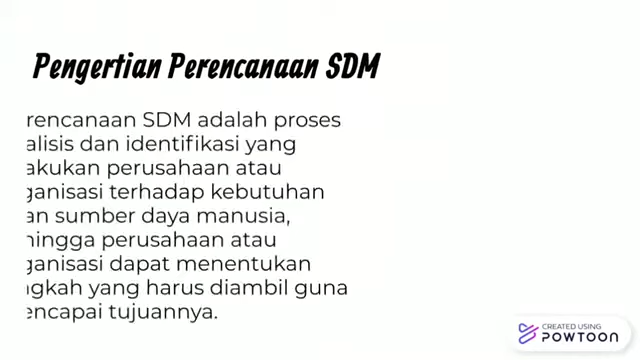 Pengertian Perencanaan SDM
rencanaan SDM adalah proses
alisis dan identifikasi yang
akukan perusahaan atau
ganisasi terhadap kebutuhan
an sumber daya manusia,
hingga perusahaan atau
ganisasi dapat menentukan
ngkah yang harus diambil guna
encapai tujuannya.
CREATED USING
POWTOON